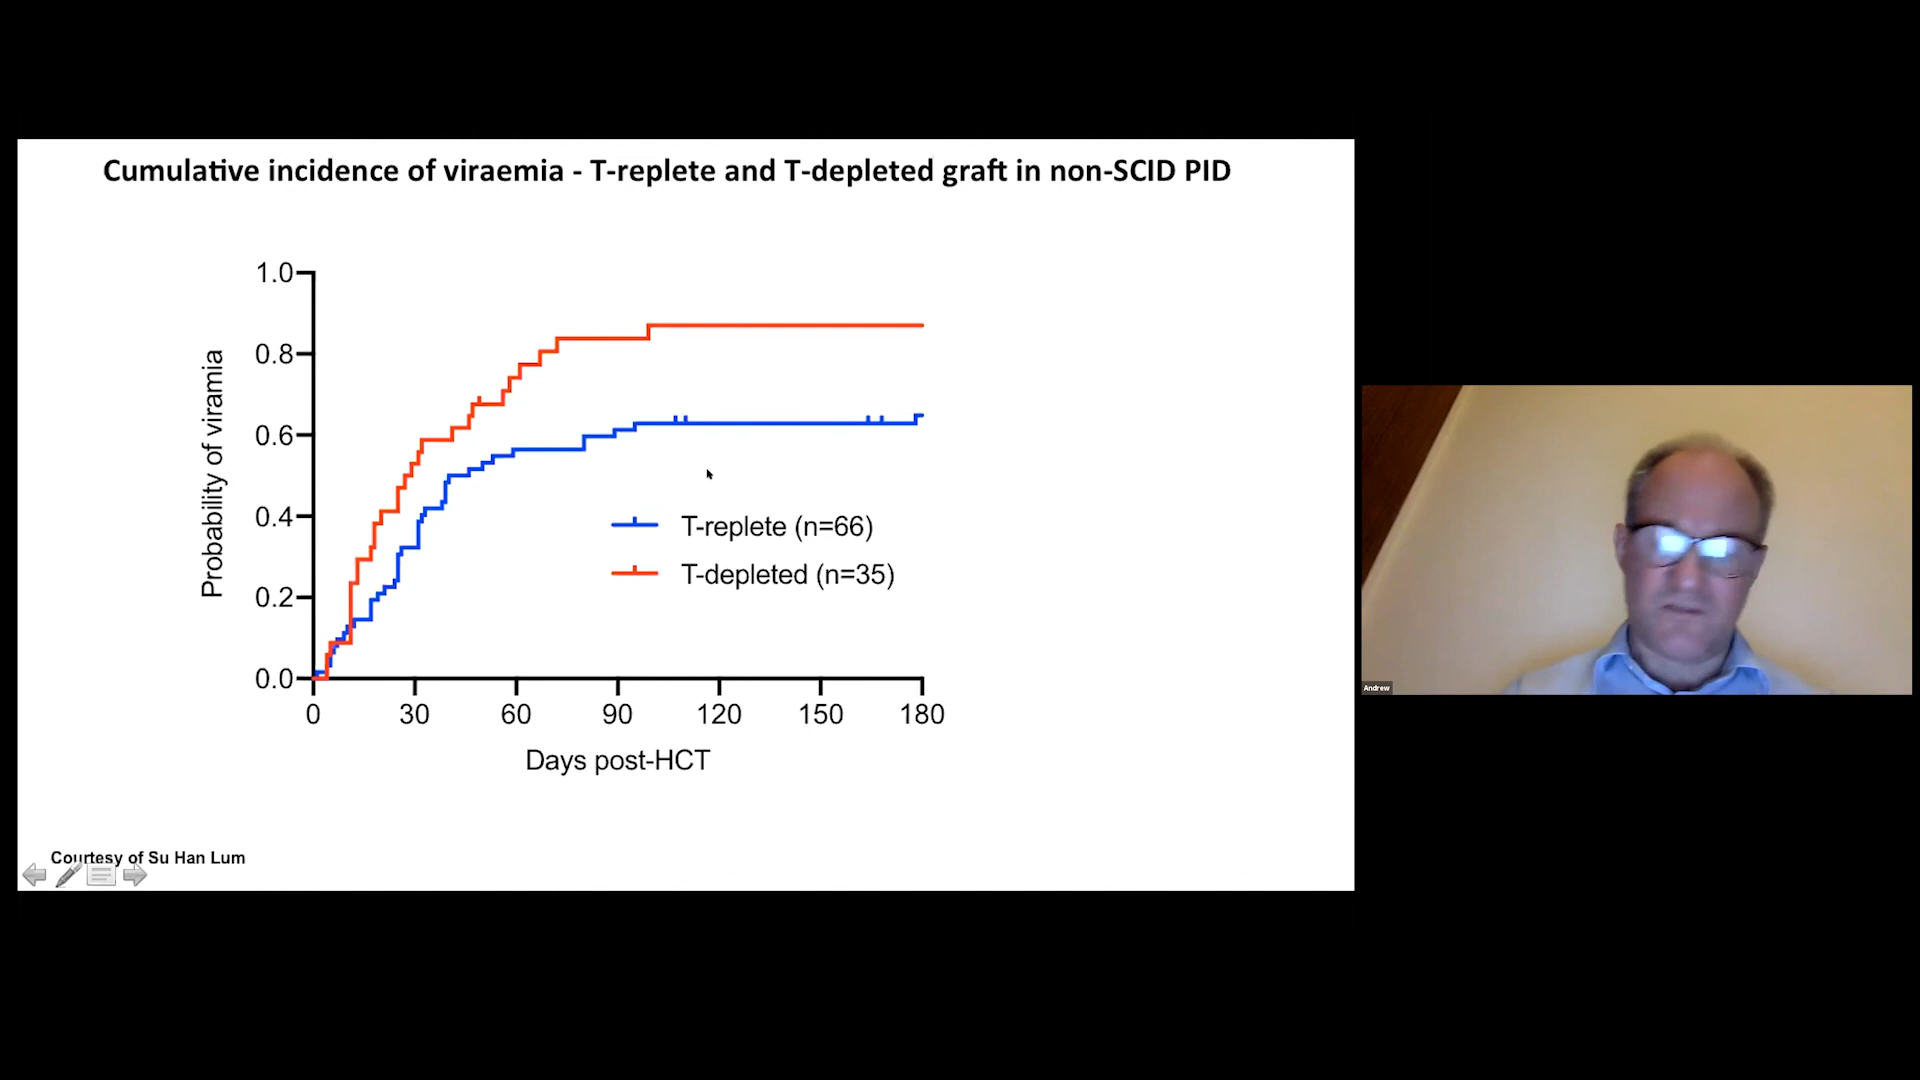 Cumulative incidence of viraemia - T-replete and T-depleted graft in non-SCID PID
1.0
0.8
0.6
0.4
0.2
0.0
Probability of viramia
0 30 60 90 120 150 180
Days post-HCT
T-replete (n=66)
T-depleted (n=35)
Courtesy of Su Han Lum
Andrew